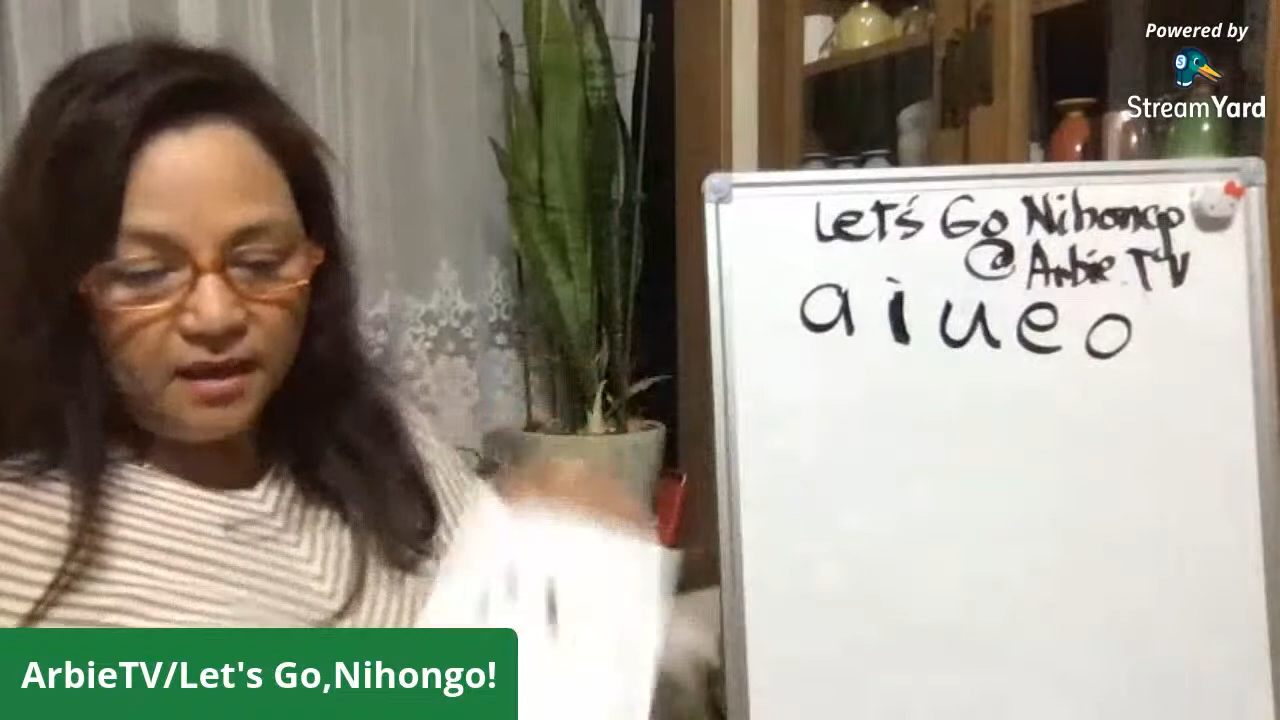 Powered by
StreamYard
Let's Go Nihongo
@ Arbie TV
a i u e o
ArbieTV/Let's Go,Nihongo!